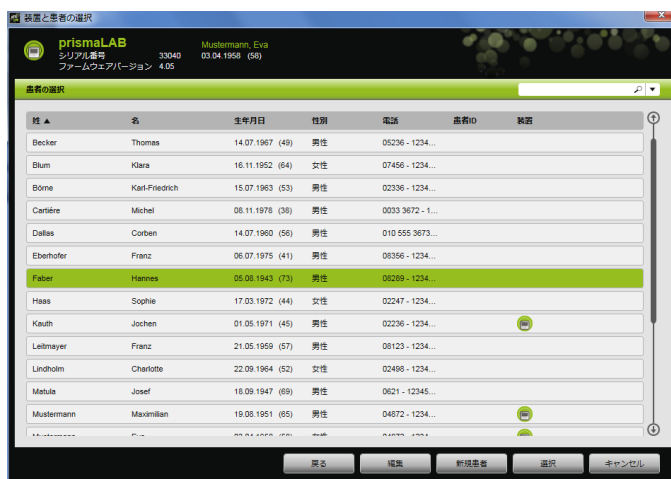 装置と患者の選択
prismaLAB Mustermann, Eva
シリアル番号 33040 03.04.1958 (58)
ファームウェアバージョン 4.05
患者の選択
姓 ▲ 名 生年月日 性別 電話 患者ID 装置
Becker Thomas 14.07.1967 (49) 男性 05236 - 1234...
Blum Klara 16.11.1952 (64) 女性 07456 - 1234...
Börne Karl-Friedrich 15.07.1963 (53) 男性 02336 - 1234...
Cartiére Michel 08.11.1978 (38) 男性 0033 3672 - 1...
Dallas Corben 14.07.1960 (56) 男性 010 555 3673...
Eberhofer Franz 06.07.1975 (41) 男性 08356 - 1234...
Faber Hannes 05.08.1943 (73) 男性 08289 - 1234...
Haas Sophie 17.03.1972 (44) 女性 02247 - 1234...
Kauth Jochen 01.05.1971 (45) 男性 02236 - 1234...
Leitmayer Franz 21.05.1959 (57) 男性 08123 - 1234...
Lindholm Charlotte 22.09.1964 (52) 女性 02498 - 1234...
Matula Josef 18.09.1947 (69) 男性 0621 - 12345...
Mustermann Maximilian 19.08.1951 (65) 男性 04872 - 1234...
戻る 編集 新規患者 選択 キャンセル